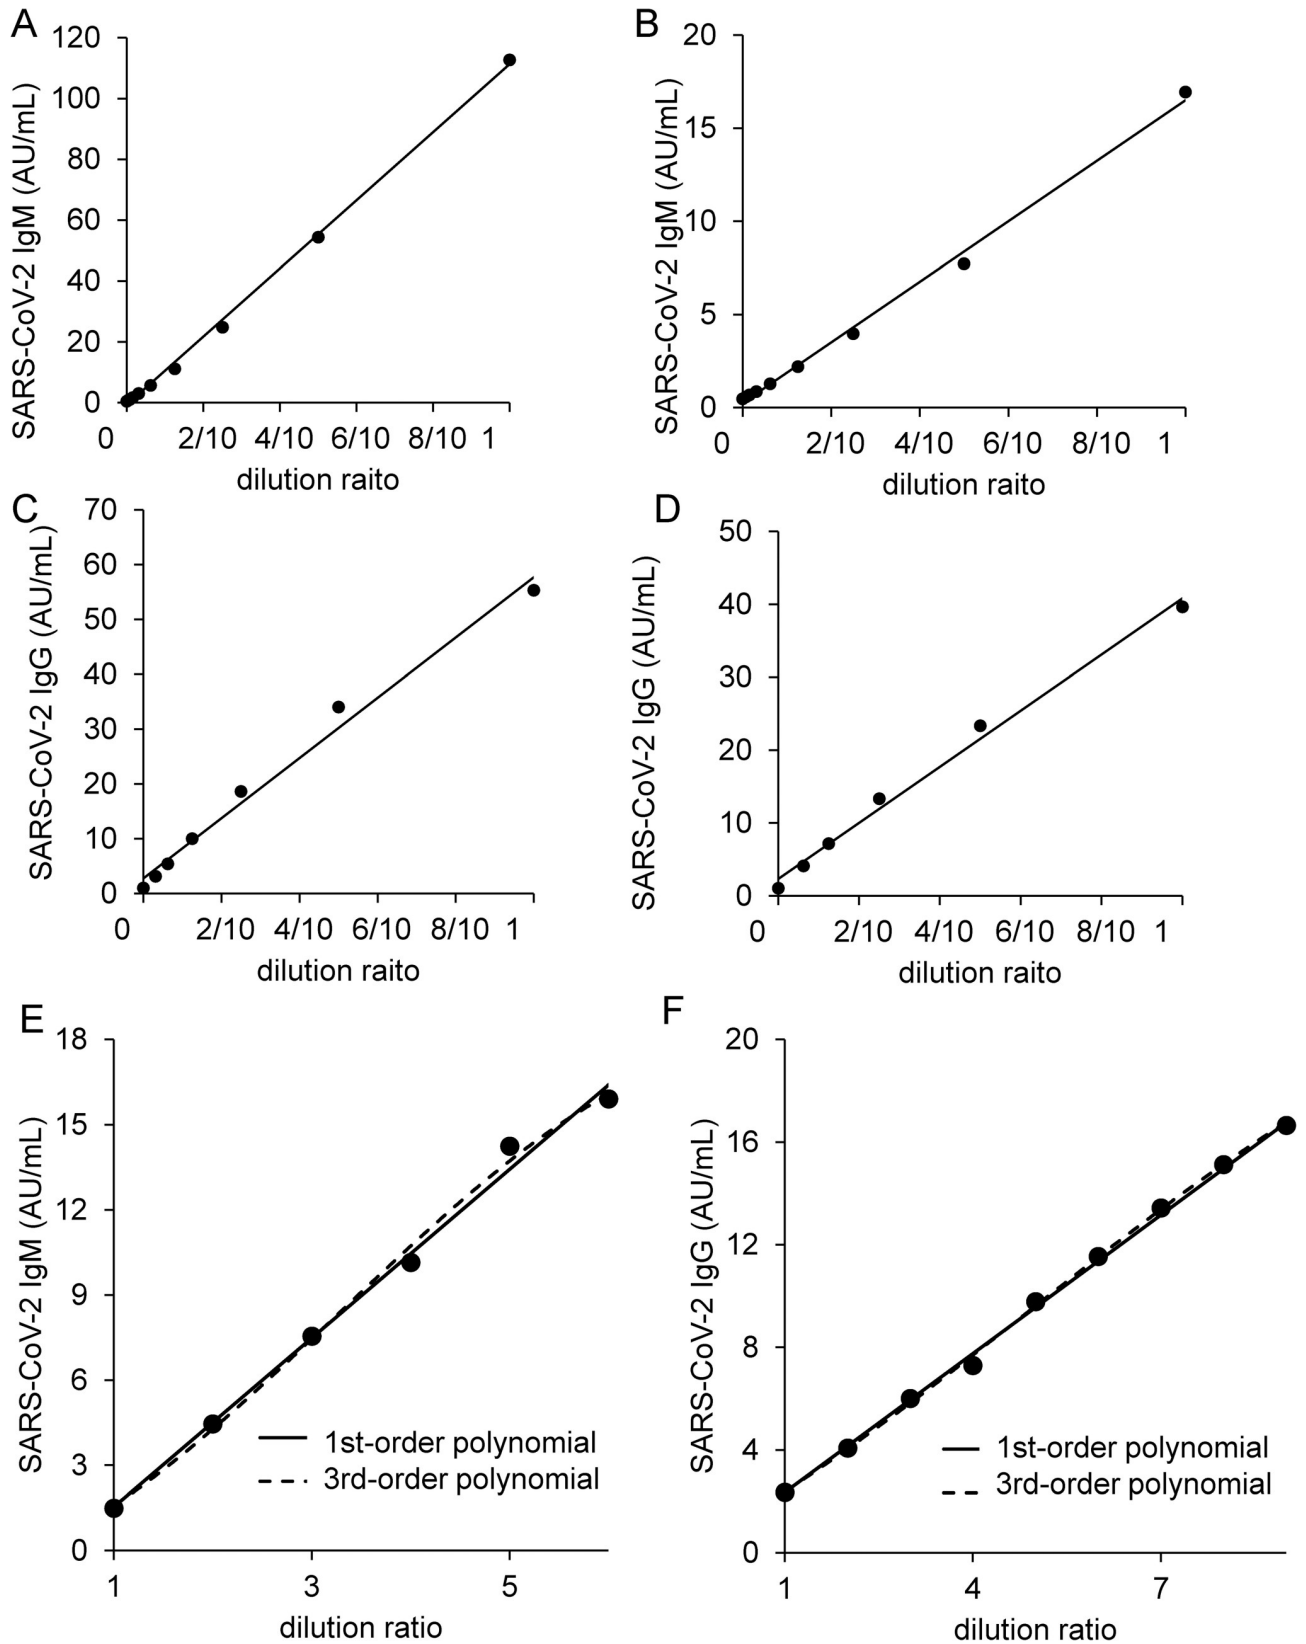 A
SARS-CoV-2 IgM (AU/mL)
120
100
80
60
40
20
0
0 2/10 4/10 6/10 8/10 1
dilution raito
B
SARS-CoV-2 IgM (AU/mL)
20
15
10
5
0
0 2/10 4/10 6/10 8/10 1
dilution raito
C
SARS-CoV-2 IgG (AU/mL)
70
60
50
40
30
20
10
0
0 2/10 4/10 6/10 8/10 1
dilution raito
D
SARS-CoV-2 IgG (AU/mL)
50
40
30
20
10
0
0 2/10 4/10 6/10 8/10 1
dilution raito
E
SARS-CoV-2 IgM (AU/mL)
18
15
12
9
6
3
0
1st-order polynomial
3rd-order polynomial
1 3 5
dilution ratio
F
SARS-CoV-2 IgG (AU/mL)
20
16
12
8
4
0
1st-order polynomial
3rd-order polynomial
1 4 7
dilution ratio